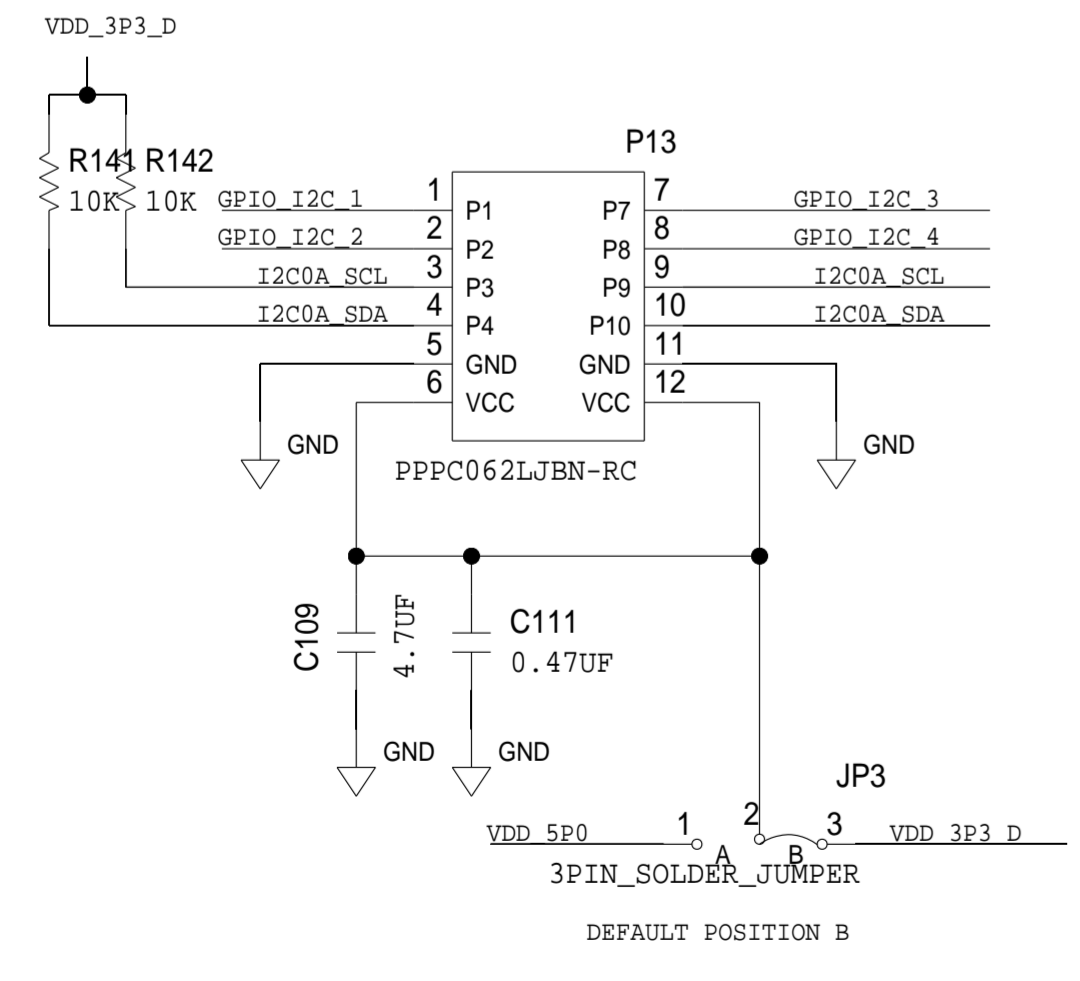 VDD_3P3_D
R141 R142
10K 10K
P13
GPIO_I2C_1 1 P1 P7 7 GPIO_I2C_3
GPIO_I2C_2 2 P2 P8 8 GPIO_I2C_4
I2C0A_SCL 3 P3 P9 9 I2C0A_SCL
I2C0A_SDA 4 P4 P10 10 I2C0A_SDA
5 GND GND 11
6 VCC VCC 12
GND GND
PPPC062LJBN-RC
C109 4.7UF C111
0.47UF
GND GND
JP3
VDD_5P0 1 2 3 VDD_3P3_D
A B
3PIN_SOLDER_JUMPER
DEFAULT POSITION B